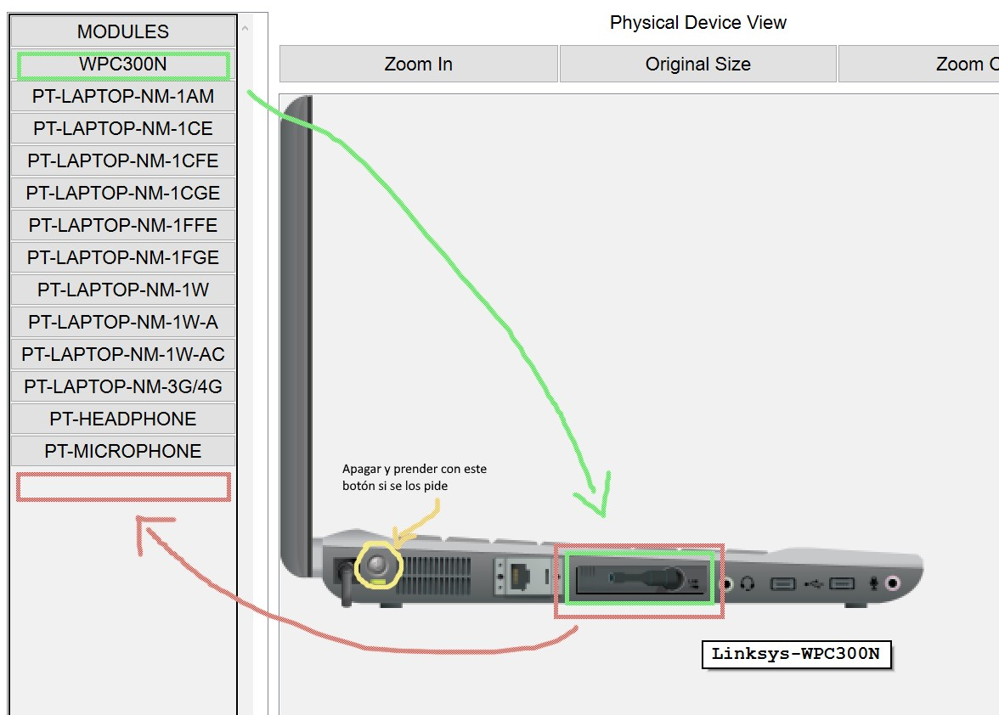 Physical Device View
MODULES
Zoom In
Original Size
Zoom
WPC300N
PT-LAPTOP-NM-1AM
PT-LAPTOP-NM-1CE
PT-LAPTOP-NM-1CFE
PT-LAPTOP-NM-1CGE
PT-LAPTOP-NM-1FFE
PT-LAPTOP-NM-1FGE
PT-LAPTOP-NM-1W
PT-LAPTOP-NM-1W-A
PT-LAPTOP-NM-1W-AC
PT-LAPTOP-NM-3G/4G
PT-HEADPHONE
PT-MICROPHONE
Apagar y prender con este
botón si se los pide
Linksys-WPC300N